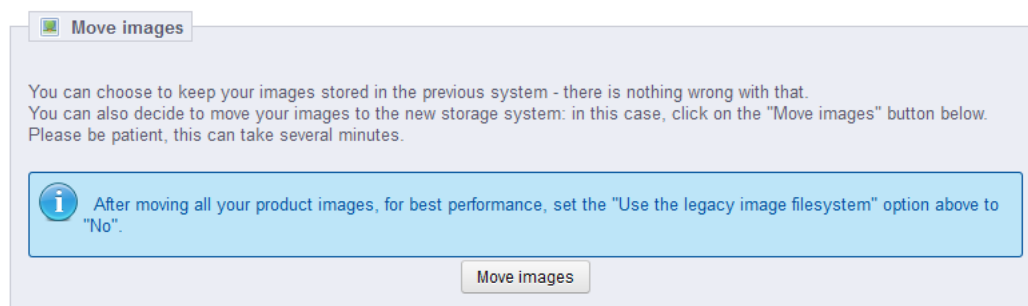 Move images
You can choose to keep your images stored in the previous system - there is nothing wrong with that.
You can also decide to move your images to the new storage system: in this case, click on the "Move images" button below.
Please be patient, this can take several minutes.
After moving all your product images, for best performance, set the "Use the legacy image filesystem" option above to
"No".
Move images